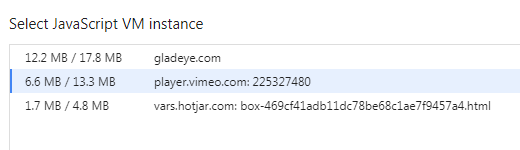 Select JavaScript VM instance
12.2 MB / 17.8 MB gladeye.com
6.6 MB / 13.3 MB player.vimeo.com: 225327480
1.7 MB / 4.8 MB vars.hotjar.com: box-469cf41adb11dc78be68c1ae7f9457a4.html